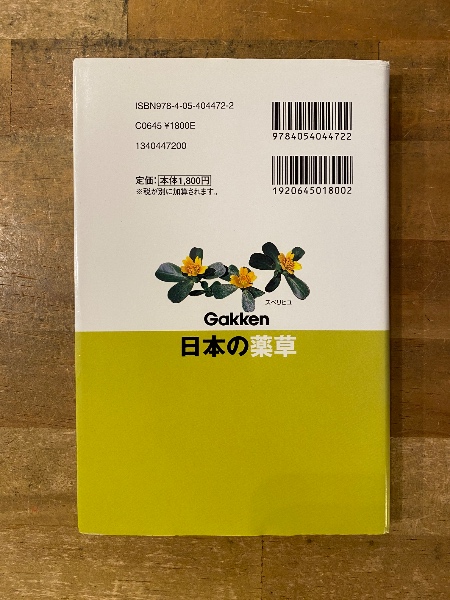 ISBN978-4-05-404472-2
C0645 ¥1800E
1340447200
9784054044722
定価：本体1,800円
※税が別に加算されます。
1920645018002
スベリヒユ
Gakken
日本の薬草